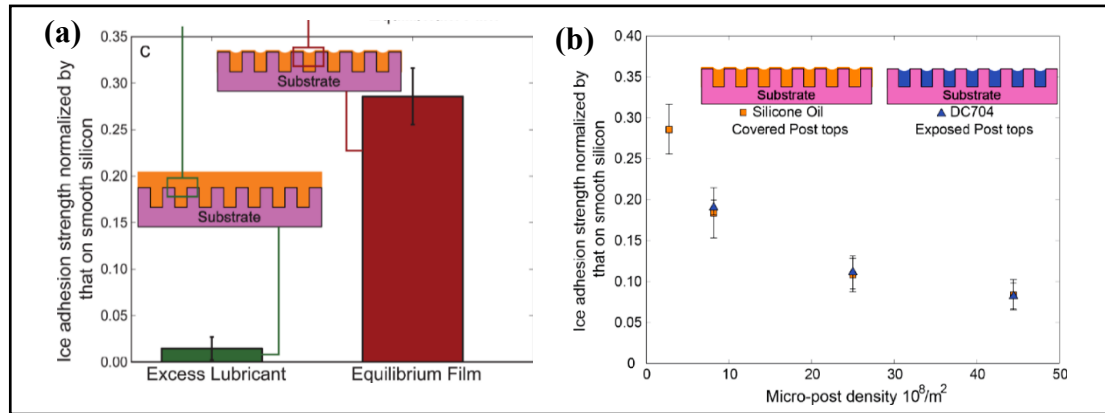 (a)
c
Ice adhesion strength normalized by
that on smooth silicon
0.35
0.30
0.25
0.20
0.15
0.10
0.05
0.00
Substrate
Substrate
Excess Lubricant
Equilibrium Film
(b)
Ice adhesion strength normalized by
that on smooth silicon
0.40
0.35
0.30
0.25
0.20
0.15
0.10
0.05
0.00
Substrate
Substrate
Silicone Oil
DC704
Covered Post tops
Exposed Post tops
0
10
20
30
40
50
Micro-post density 10⁸/m²